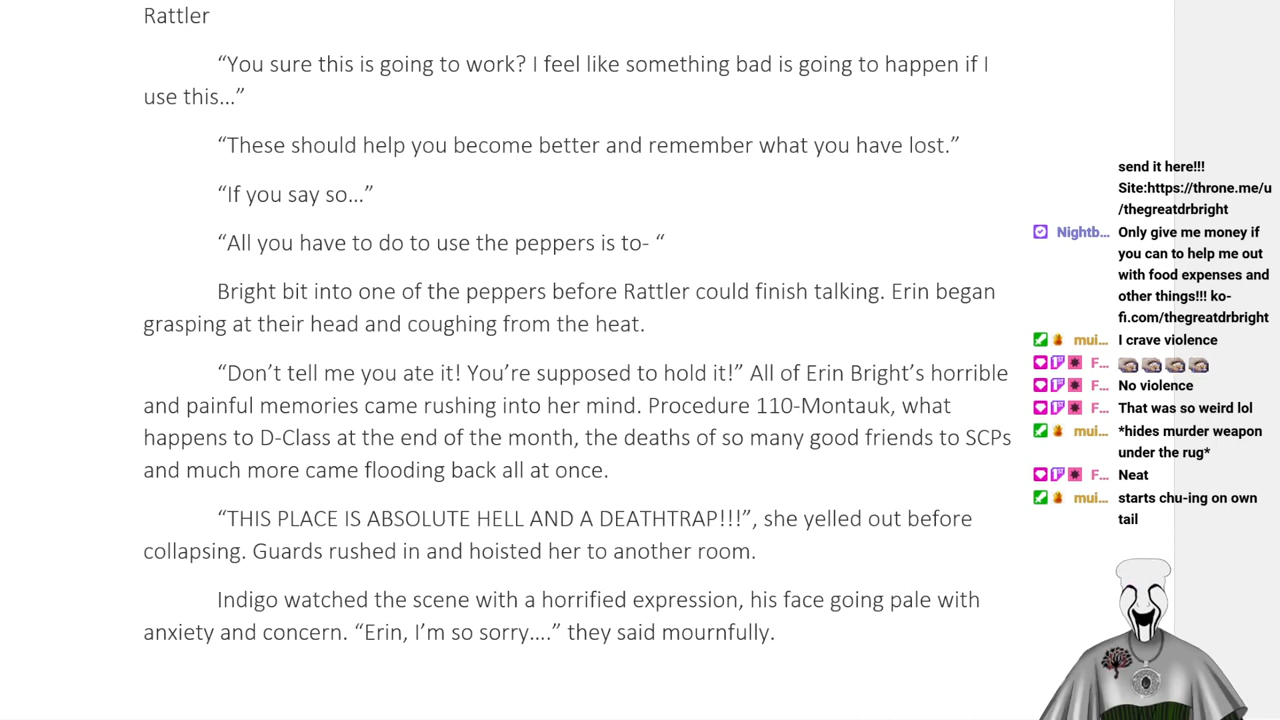 Rattler
“You sure this is going to work? I feel like something bad is going to happen if I
use this…”
“These should help you become better and remember what you have lost.”
“If you say so…”
“All you have to do to use the peppers is to- “
Bright bit into one of the peppers before Rattler could finish talking. Erin began
grasping at their head and coughing from the heat.
“Don’t tell me you ate it! You’re supposed to hold it!” All of Erin Bright’s horrible
and painful memories came rushing into her mind. Procedure 110-Montauk, what
happens to D-Class at the end of the month, the deaths of so many good friends to SCPs
and much more came flooding back all at once.
“THIS PLACE IS ABSOLUTE HELL AND A DEATHTRAP!!!”, she yelled out before
collapsing. Guards rushed in and hoisted her to another room.
Indigo watched the scene with a horrified expression, his face going pale with
anxiety and concern. “Erin, I’m so sorry….” they said mournfully.
send it here!!!
Site:https://throne.me/u
/thegreatdrbright
Nightb... Only give me money if
you can to help me out
with food expenses and
other things!!! ko-
fi.com/thegreatdrbright
mui... I crave violence
F...
F... No violence
F... That was so weird lol
mui... *hides murder weapon
under the rug*
F... Neat
mui... starts chu-ing on own
tail